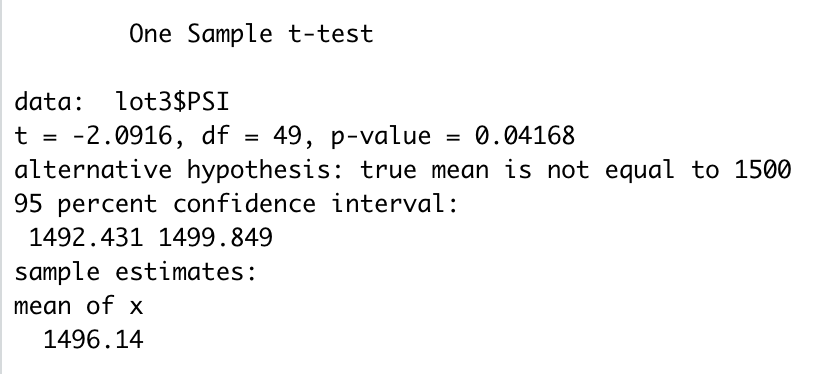 One Sample t-test
data:  lot3$PSI
t = -2.0916, df = 49, p-value = 0.04168
alternative hypothesis: true mean is not equal to 1500
95 percent confidence interval:
1492.431 1499.849
sample estimates:
mean of x
1496.14